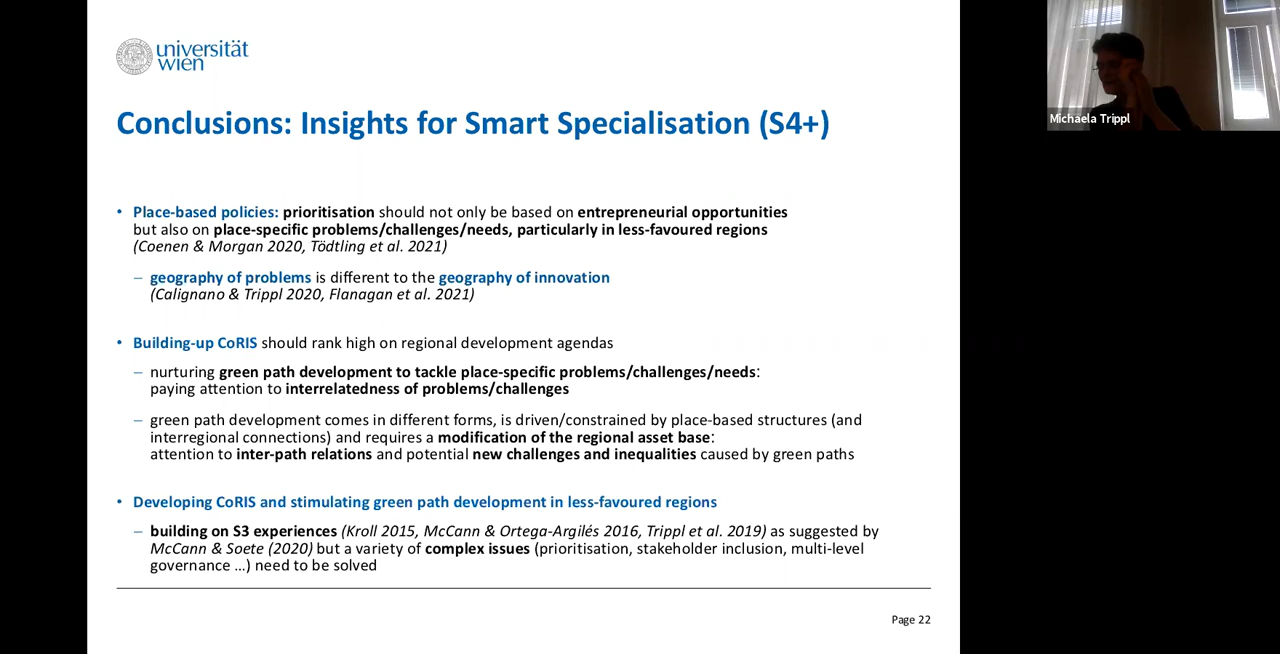 universität
wien
Michaela Trippl
Conclusions: Insights for Smart Specialisation (S4+)
• Place-based policies: prioritisation should not only be based on entrepreneurial opportunities
but also on place-specific problems/challenges/needs, particularly in less-favoured regions
(Coenen & Morgan 2020, Tödtling et al. 2021)
– geography of problems is different to the geography of innovation
(Calignano & Trippl 2020, Flanagan et al. 2021)
• Building-up CoRIS should rank high on regional development agendas
– nurturing green path development to tackle place-specific problems/challenges/needs:
paying attention to interrelatedness of problems/challenges
– green path development comes in different forms, is driven/constrained by place-based structures (and
interregional connections) and requires a modification of the regional asset base:
attention to inter-path relations and potential new challenges and inequalities caused by green paths
• Developing CoRIS and stimulating green path development in less-favoured regions
– building on S3 experiences (Kroll 2015, McCann & Ortega-Argilés 2016, Trippl et al. 2019) as suggested by
McCann & Soete (2020) but a variety of complex issues (prioritisation, stakeholder inclusion, multi-level
governance …) need to be solved
Page 22